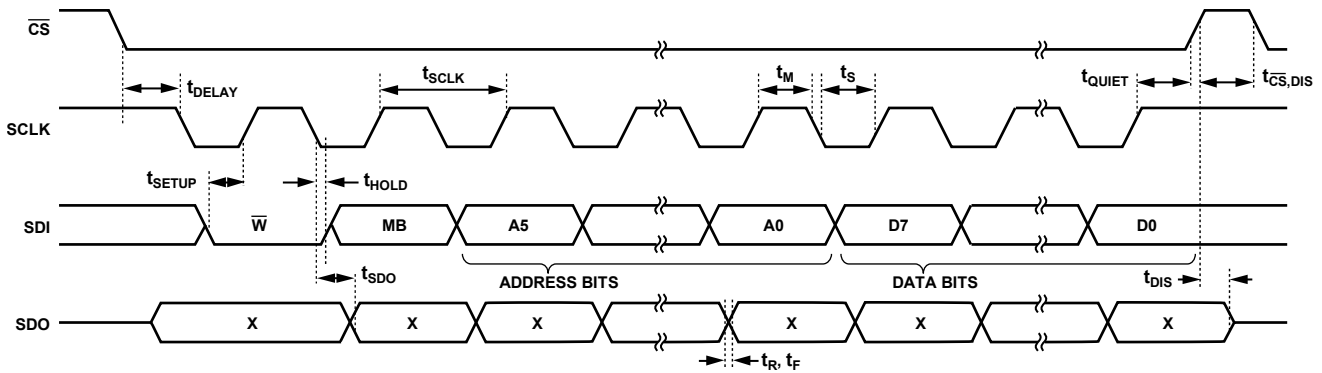 CS
tDELAY
tSCLK
tM
tS
tQUIET
tCS,DIS
SCLK
tSETUP
tHOLD
SDI
W
MB
A5
A0
D7
D0
tSDO
ADDRESS BITS
DATA BITS
tDIS
SDO
X
X
X
X
X
X
tR, tF